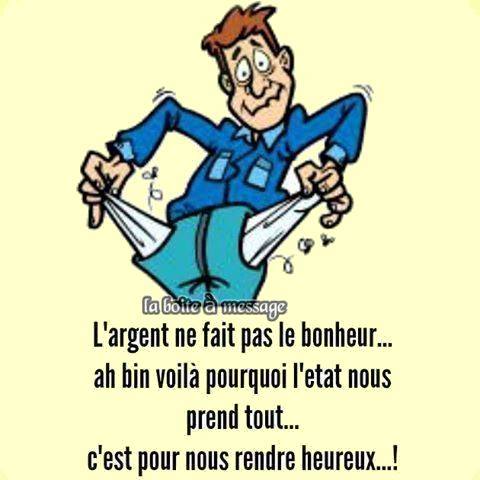 la boîte à message
L'argent ne fait pas le bonheur...
ah bin voilà pourquoi l'etat nous
prend tout...
c'est pour nous rendre heureux...!